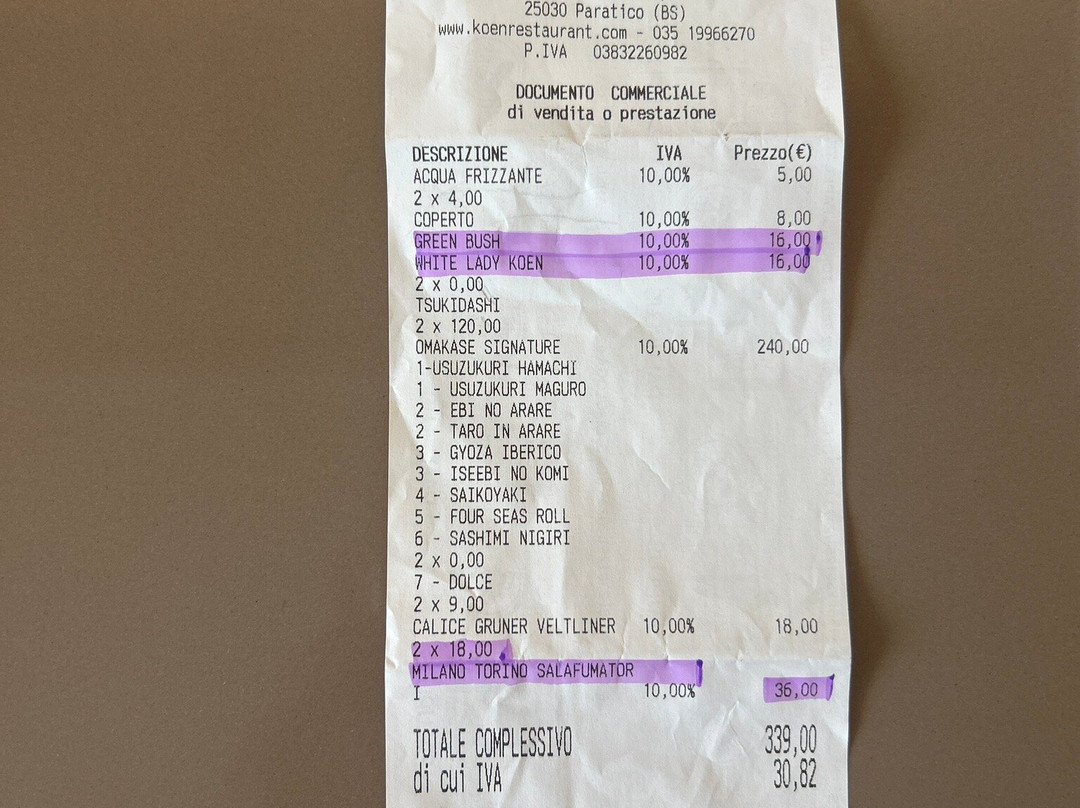 25030 Paratico (BS)
www.koenrestaurant.com - 035 19966270
P.IVA 03832260982
DOCUMENTO COMMERCIALE
di vendita o prestazione
DESCRIZIONE IVA Prezzo(€)
ACQUA FRIZZANTE 10,00% 5,00
2 x 4,00
COPERTO 10,00% 8,00
GREEN BUSH 10,00% 16,00
WHITE LADY KOEN 10,00% 16,00
2 x 0,00
TSUKIDASHI
2 x 120,00
OMAKASE SIGNATURE 10,00% 240,00
1-USUZUKURI HAMACHI
1 - USUZUKURI MAGURO
2 - EBI NO ARARE
2 - TARO IN ARARE
3 - GYOZA IBERICO
3 - ISEEBI NO KOMI
4 - SAIKOYAKI
5 - FOUR SEAS ROLL
6 - SASHIMI NIGIRI
2 x 0,00
7 - DOLCE
2 x 9,00
CALICE GRUNER VELTLINER 10,00% 18,00
2 x 18,00
MILANO TORINO SALAFUMATOR
I 10,00% 36,00
TOTALE COMPLESSIVO 339,00
di cui IVA 30,82